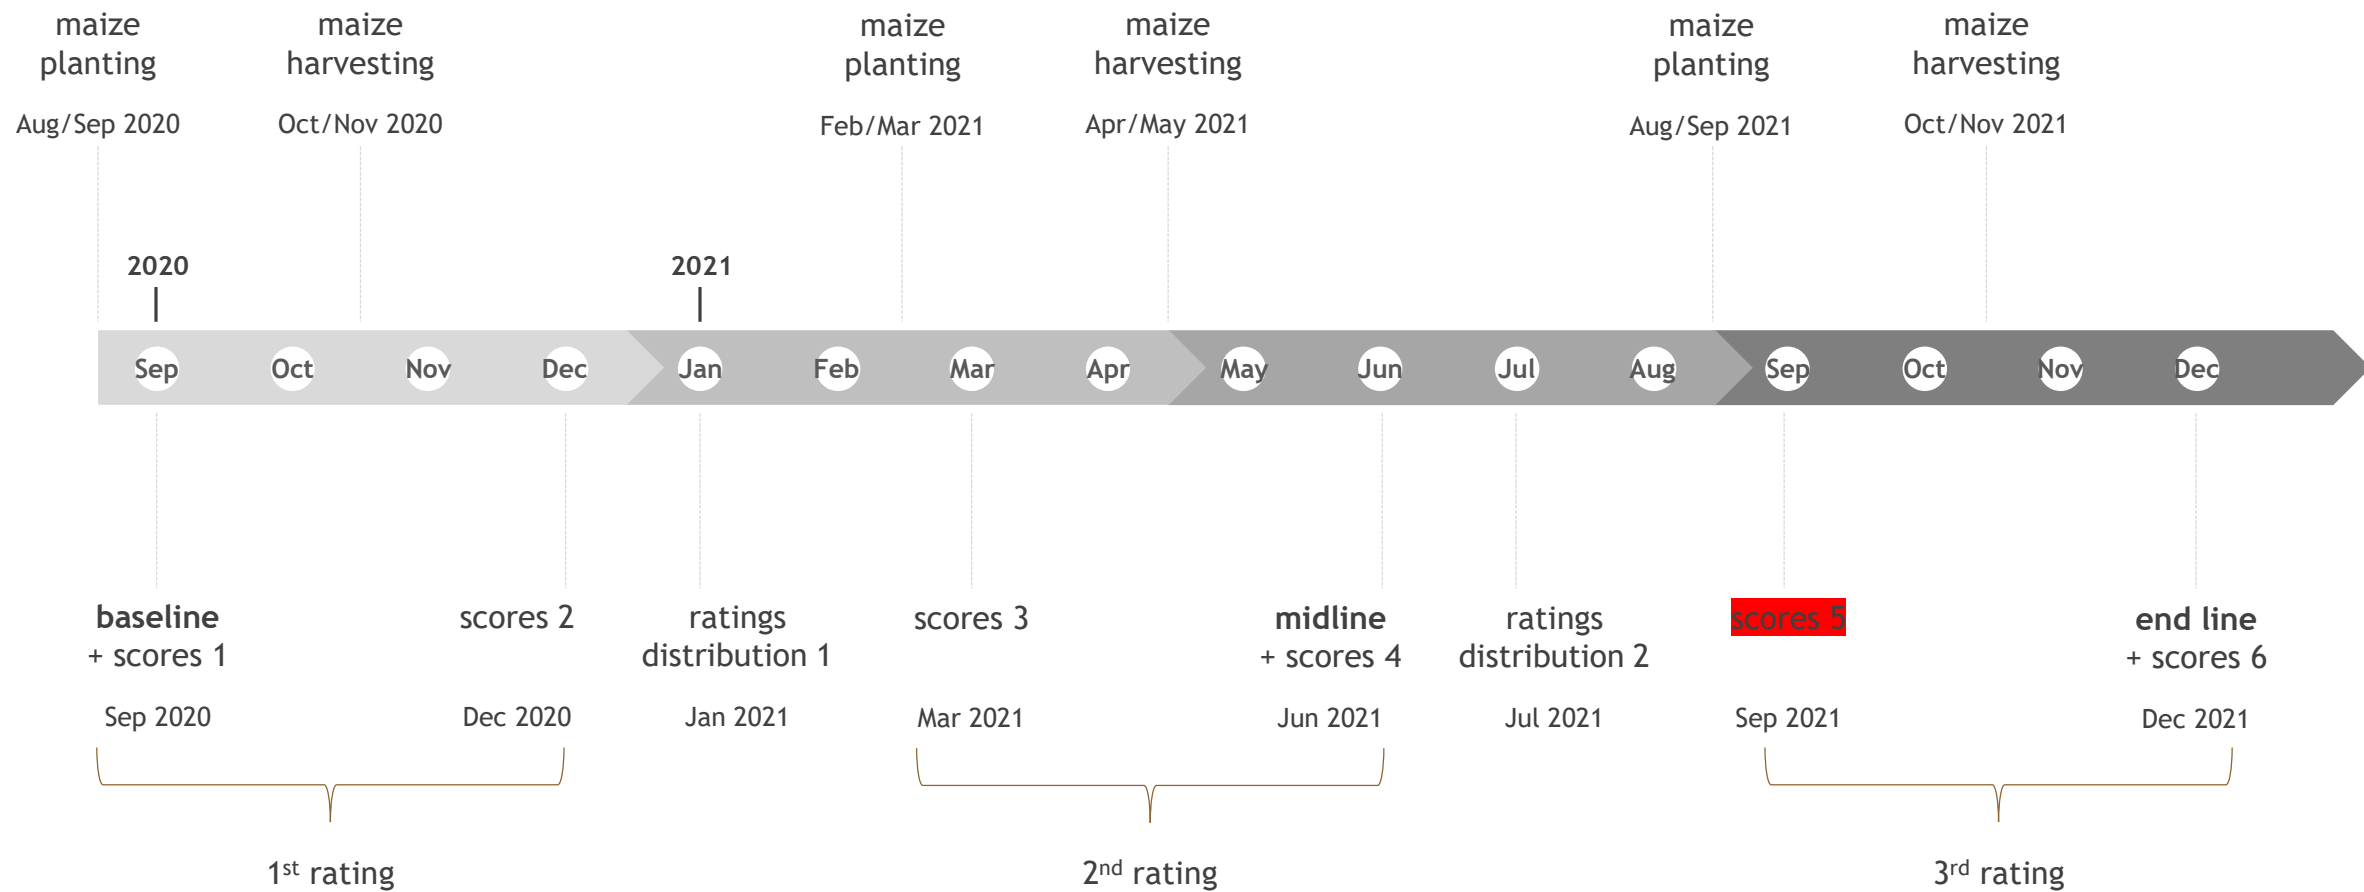 maize
planting
Aug/Sep 2020
maize
harvesting
Oct/Nov 2020
maize
planting
Feb/Mar 2021
maize
harvesting
Apr/May 2021
maize
planting
Aug/Sep 2021
maize
harvesting
Oct/Nov 2021
2020
2021
Sep Oct Nov Dec Jan Feb Mar Apr May Jun Jul Aug Sep Oct Nov Dec
baseline
+ scores 1
Sep 2020
scores 2
Dec 2020
ratings
distribution 1
Jan 2021
scores 3
Mar 2021
midline
+ scores 4
Jun 2021
ratings
distribution 2
Jul 2021
scores 5
Sep 2021
end line
+ scores 6
Dec 2021
1st rating
2nd rating
3rd rating